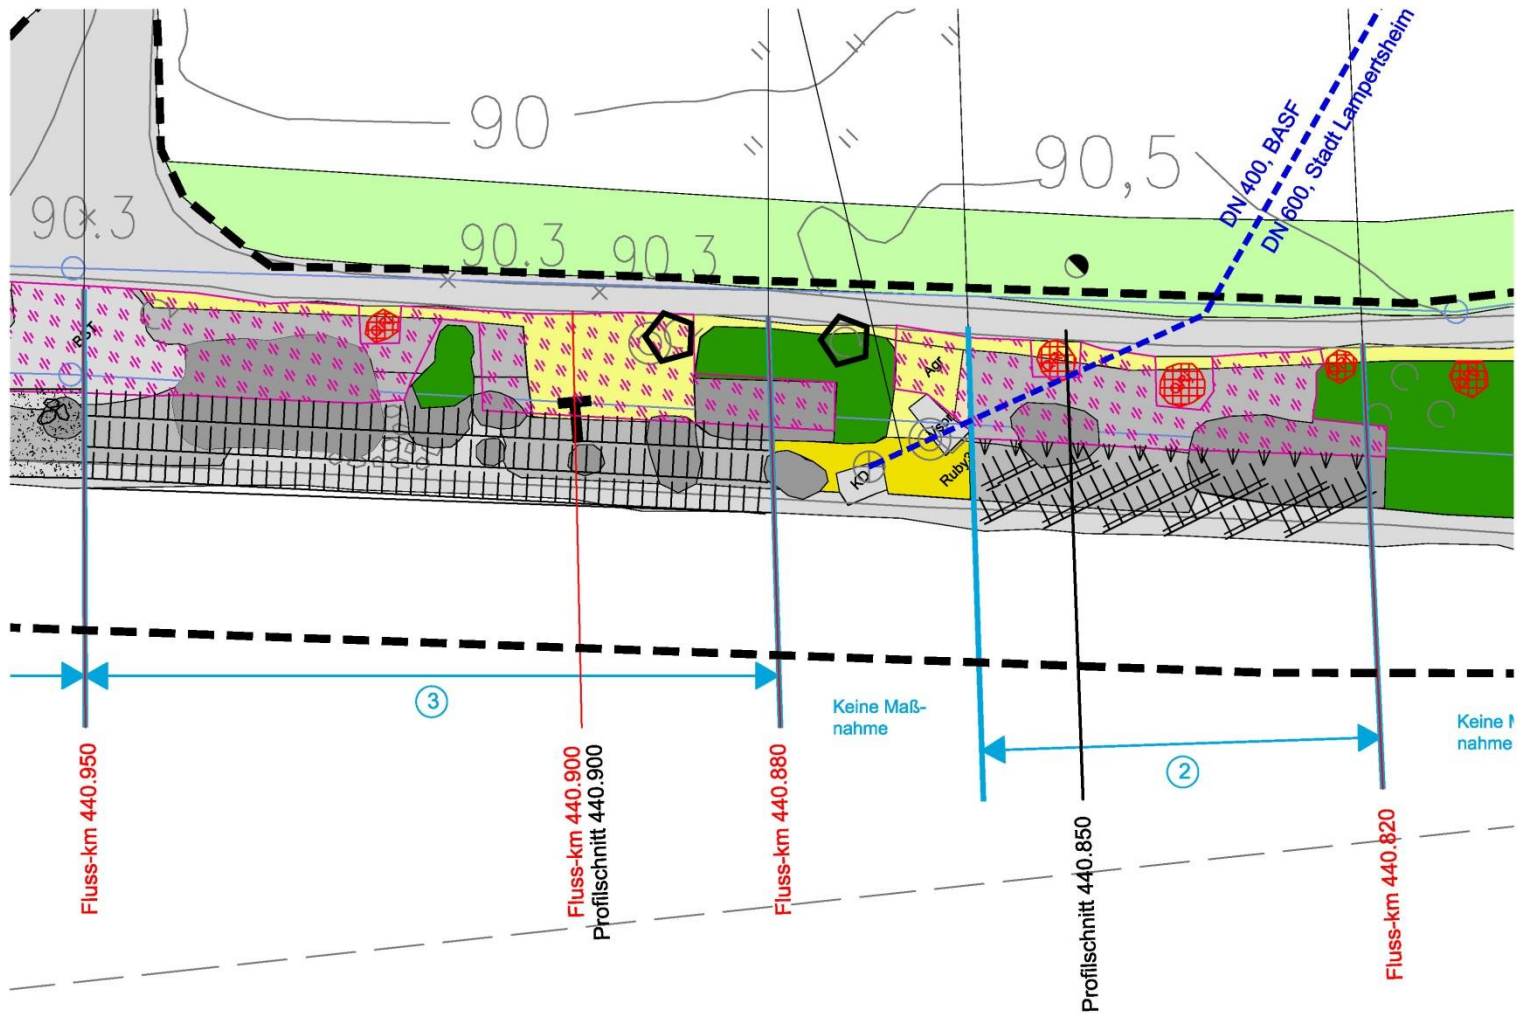 90
90,5
DN 400, BASF
DN 600, Stadt Lampertsheim
90.3
90.3
90.3
Agr
KD
Ruby?
3
Keine Maß-
nahme
Keine
nahme
2
Fluss-km 440.950
Fluss-km 440.900
Profilschnitt 440.900
Fluss-km 440.880
Profilschnitt 440.850
Fluss-km 440.820